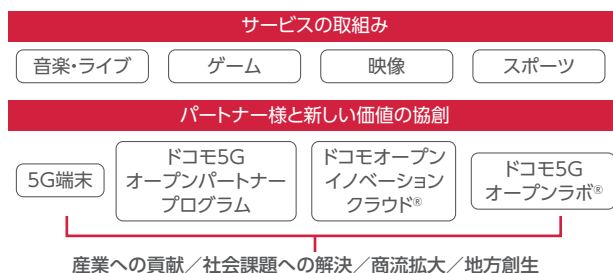 サービスの取組み
音楽・ライブ ゲーム 映像 スポーツ
パートナー様と新しい価値の協創
5G端末
ドコモ5G
オープンパートナー
プログラム
ドコモオープン
イノベーション
クラウド®
ドコモ5G
オープンラボ®
産業への貢献／社会課題への解決／商流拡大／地方創生